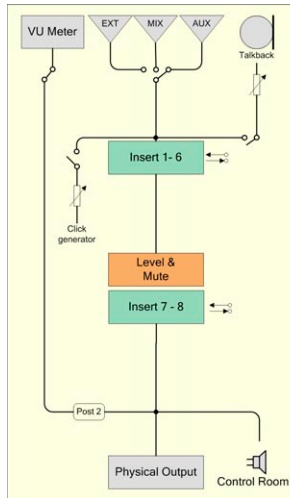 VU Meter
EXT
MIX
AUX
Talkback
Insert 1- 6
Click
generator
Level &
Mute
Insert 7 - 8
Post 2
Physical Output
Control Room